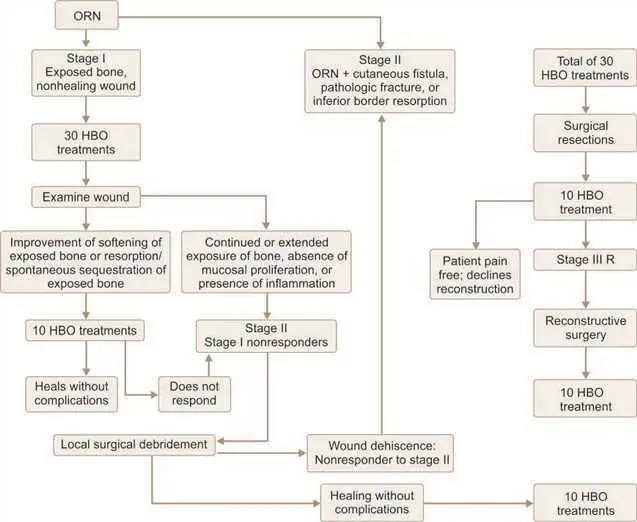 ORN
Stage I
Exposed bone,
nonhealing wound
30 HBO
treatments
Examine wound
Improvement of softening of
exposed bone or resorption/
spontaneous sequestration of
exposed bone
Continued or extended
exposure of bone, absence of
mucosal proliferation, or
presence of inflammation
10 HBO treatments
Stage II
Stage I nonresponders
Heals without
complications
Does not
respond
Local surgical debridement
Wound dehiscence:
Nonresponder to stage II
Healing without
complications
10 HBO
treatments
Stage II
ORN + cutaneous fistula,
pathologic fracture, or
inferior border resorption
Total of 30
HBO treatments
Surgical
resections
10 HBO
treatment
Patient pain
free; declines
reconstruction
Stage III R
Reconstructive
surgery
10 HBO
treatment